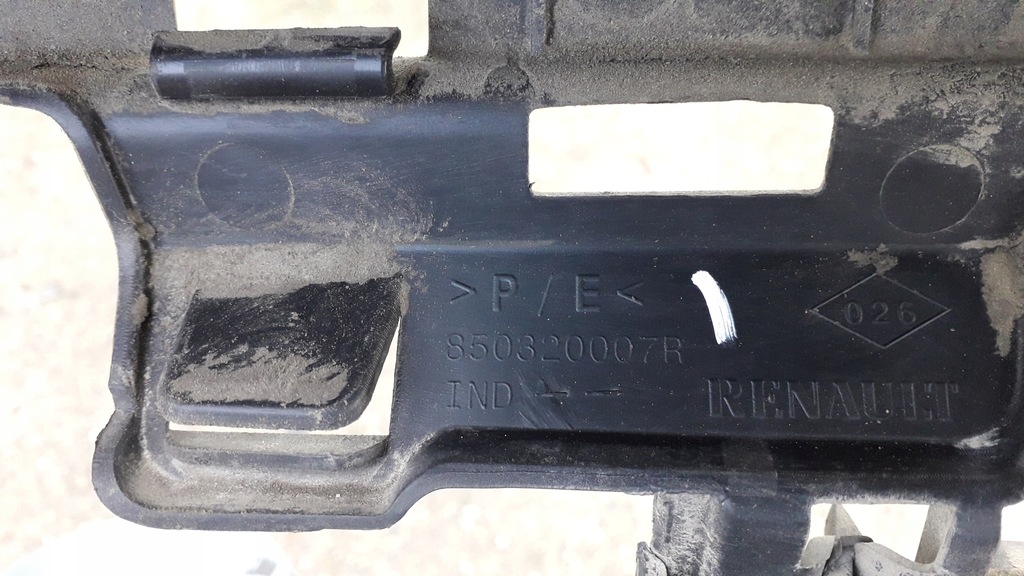 >P/E<
026
850320007R
IND - -
RENAULT